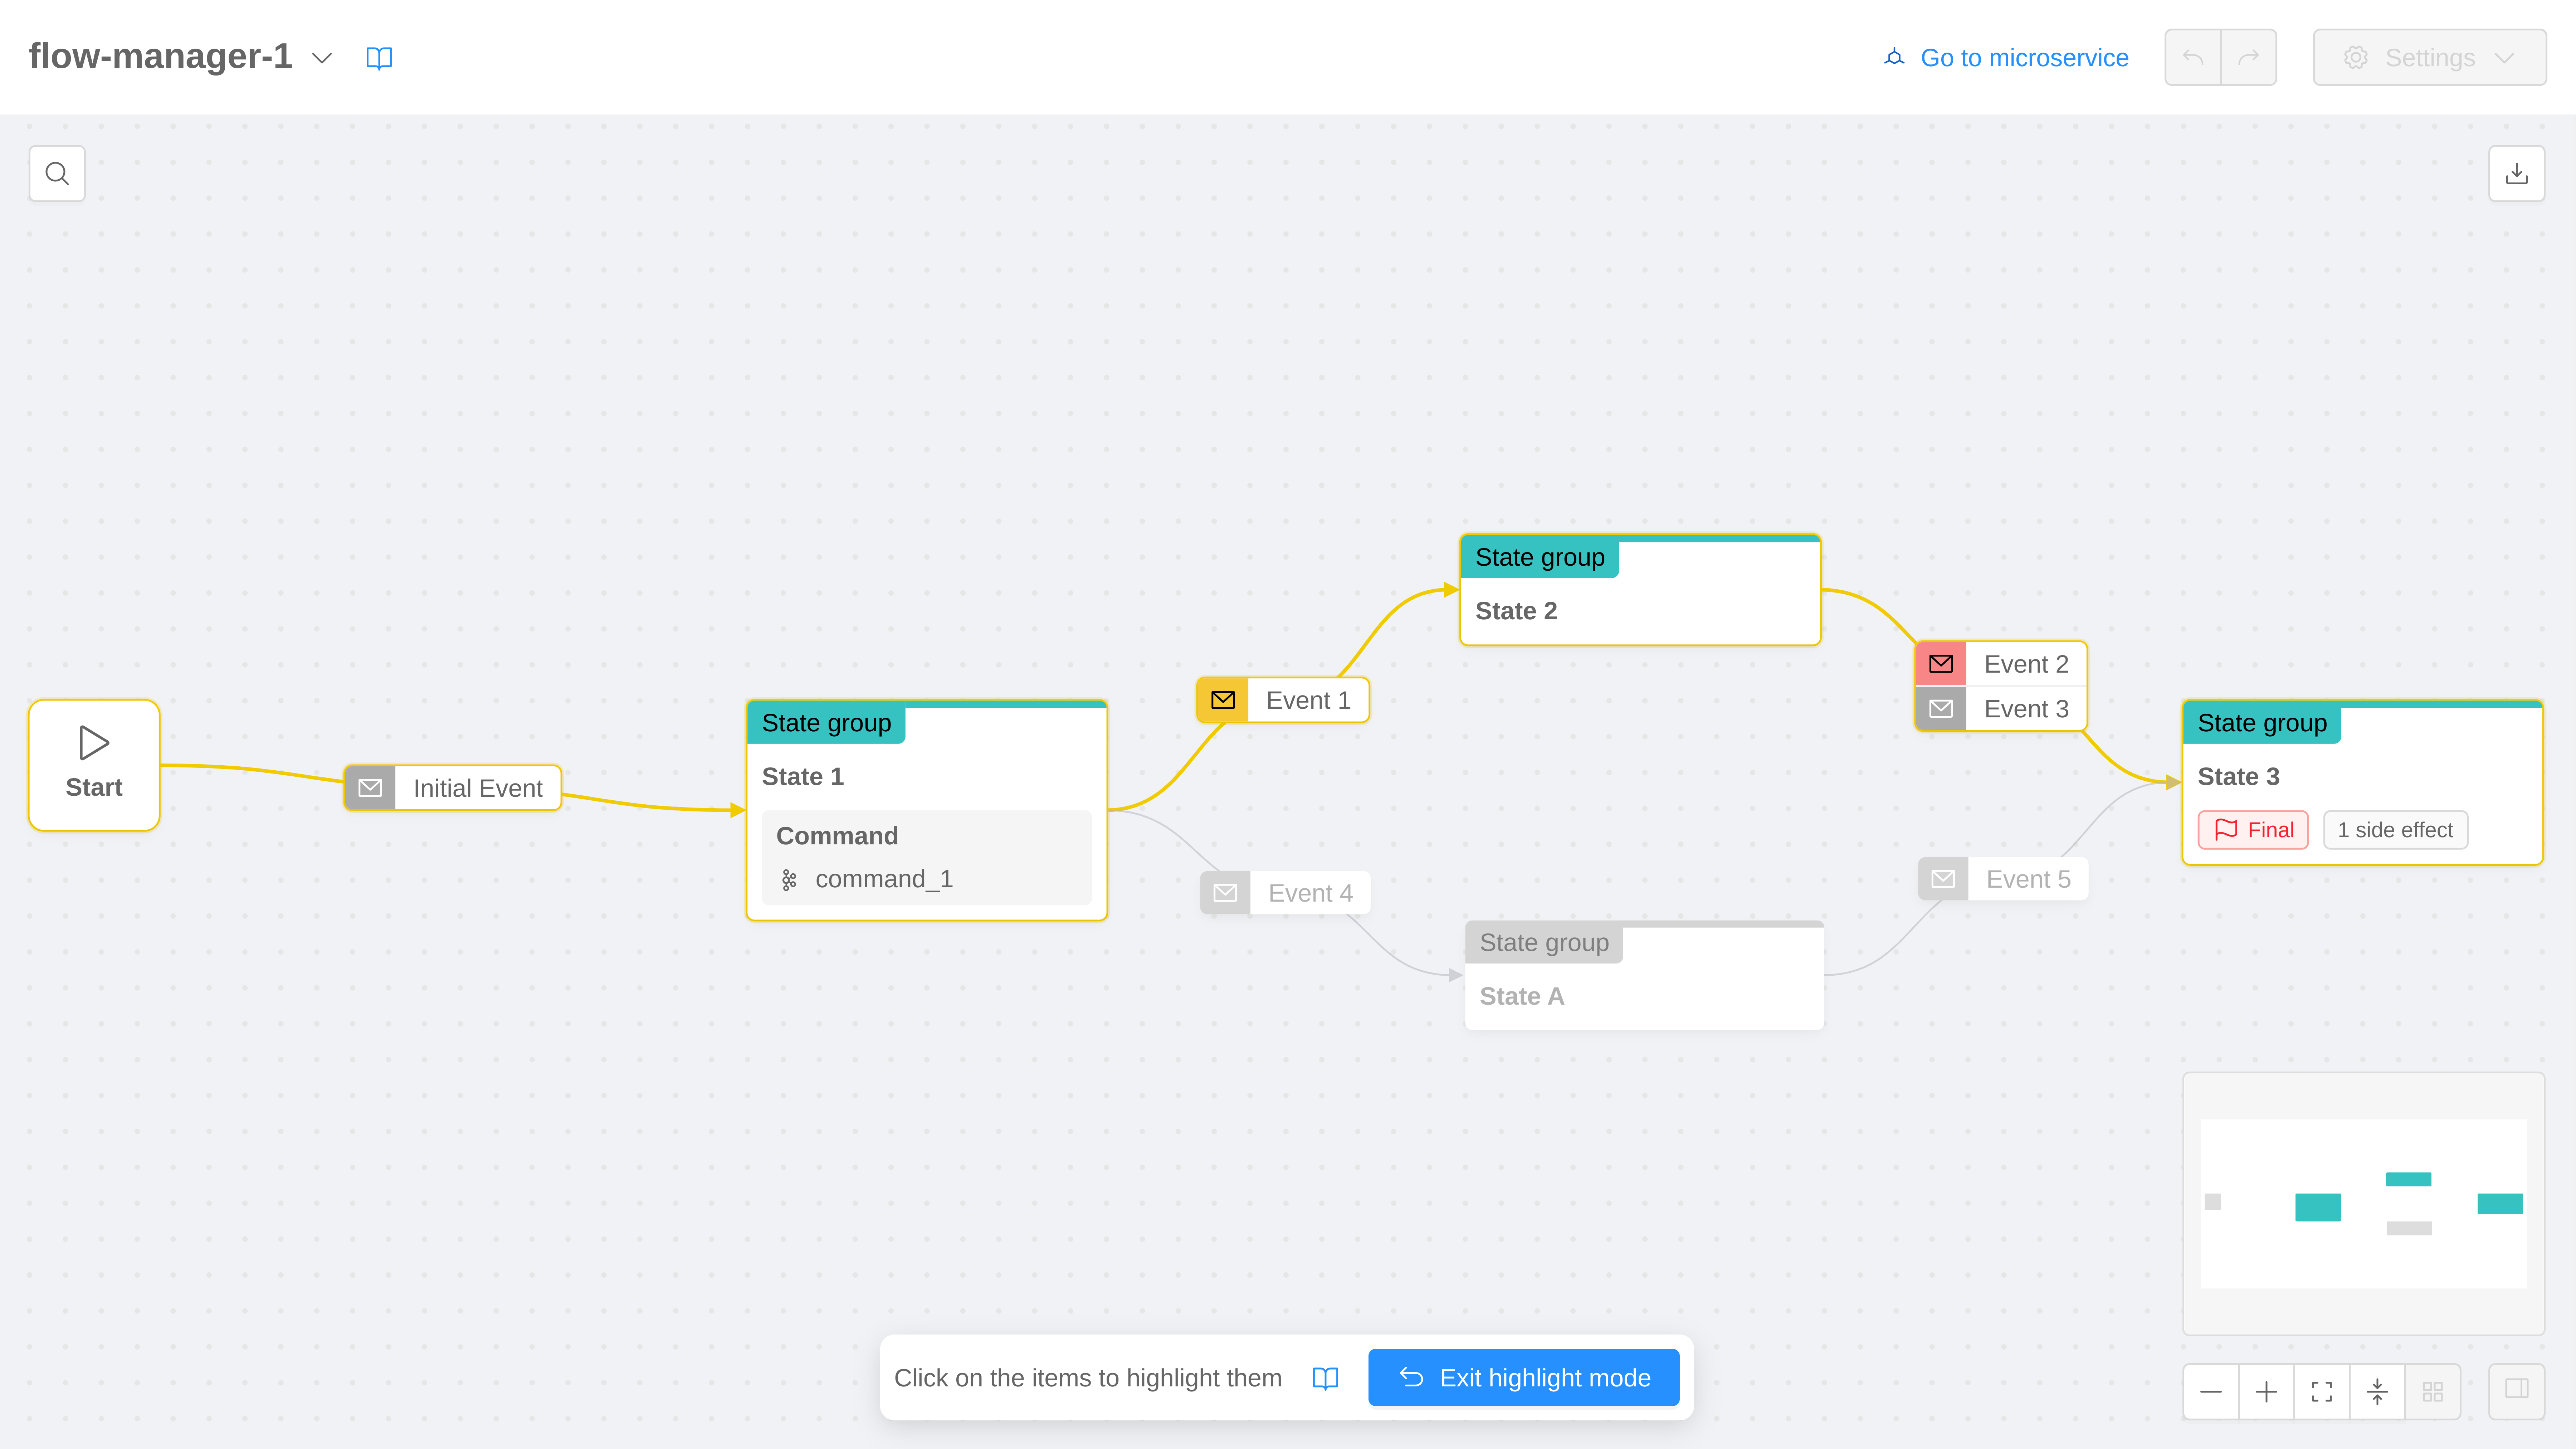 flow-manager-1
Go to microservice
Settings
State group
State 2
Event 2
Event 3
Event 1
Start
Initial Event
State group
State 1
Command
command_1
State group
State 3
Final
1 side effect
Event 4
Event 5
State group
State A
Click on the items to highlight them
Exit highlight mode